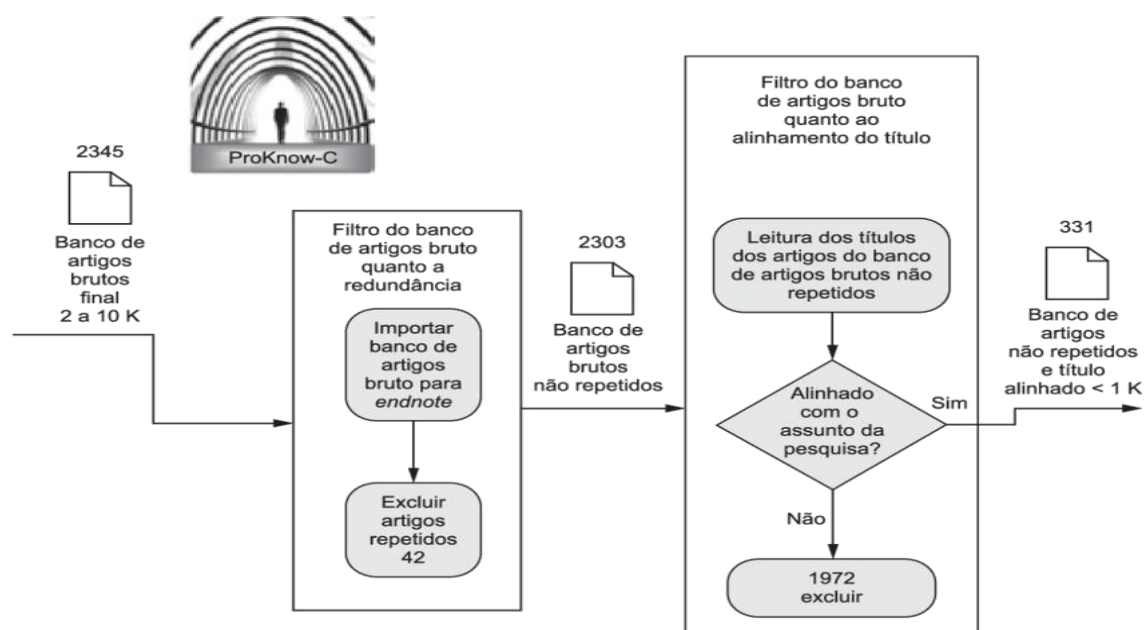 ProKnow-C
2345
Banco de
artigos
brutos
final
2 a 10 K
Filtro do banco
de artigos bruto
quanto a
redundância
Importar
banco de
artigos
bruto para
endnote
Excluir
artigos
repetidos
42
2303
Banco de
artigos
brutos
não repetidos
Filtro do banco
de artigos bruto
quanto ao
alinhamento do título
Leitura dos títulos
dos artigos do banco
de artigos brutos não
repetidos
Alinhado
com o
assunto da
pesquisa?
Sim
Não
1972
excluir
331
Banco de
artigos
não repetidos
e título
alinhado < 1 K